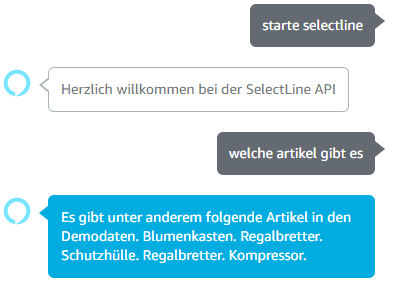 starte selectline
Herzlich willkommen bei der SelectLine API
welche artikel gibt es
Es gibt unter anderem folgende Artikel in den
Demodaten. Blumenkasten. Regalbretter.
Schutzhülle. Regalbretter. Kompressor.